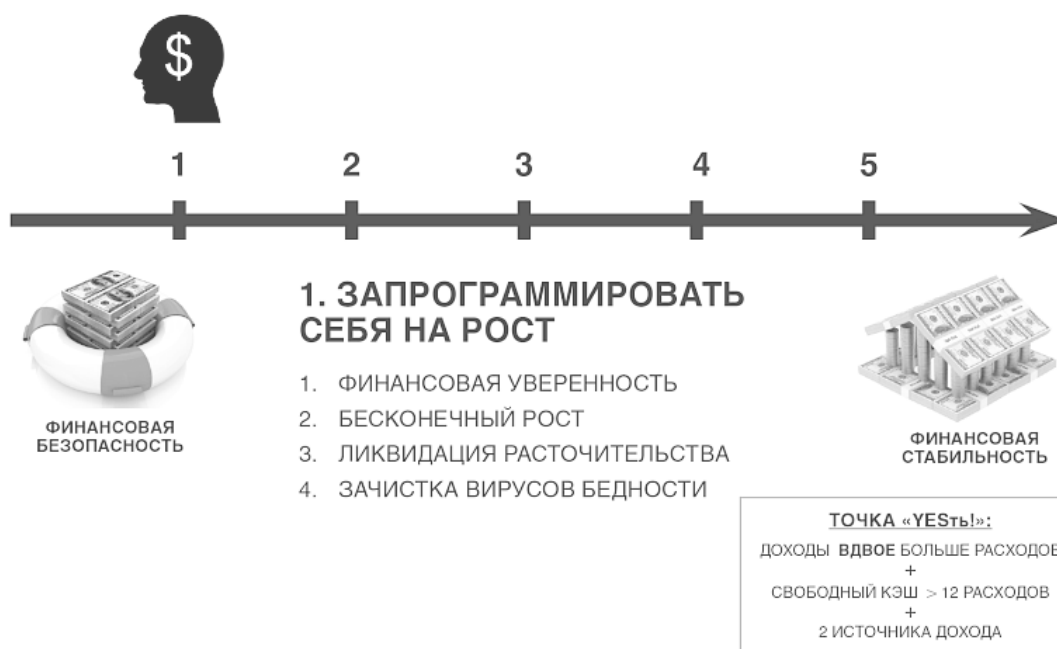 $
1 2 3 4 5
1. ЗАПРОГРАММИРОВАТЬ
СЕБЯ НА РОСТ
1. ФИНАНСОВАЯ УВЕРЕННОСТЬ
2. БЕСКОНЕЧНЫЙ РОСТ
3. ЛИКВИДАЦИЯ РАСТОЧИТЕЛЬСТВА
4. ЗАЧИСТКА ВИРУСОВ БЕДНОСТИ
ФИНАНСОВАЯ
БЕЗОПАСНОСТЬ
ФИНАНСОВАЯ
СТАБИЛЬНОСТЬ
ТОЧКА «YESть!»:
ДОХОДЫ ВДВОЕ БОЛЬШЕ РАСХОДОВ
+
СВОБОДНЫЙ КЭШ > 12 РАСХОДОВ
+
2 ИСТОЧНИКА ДОХОДА